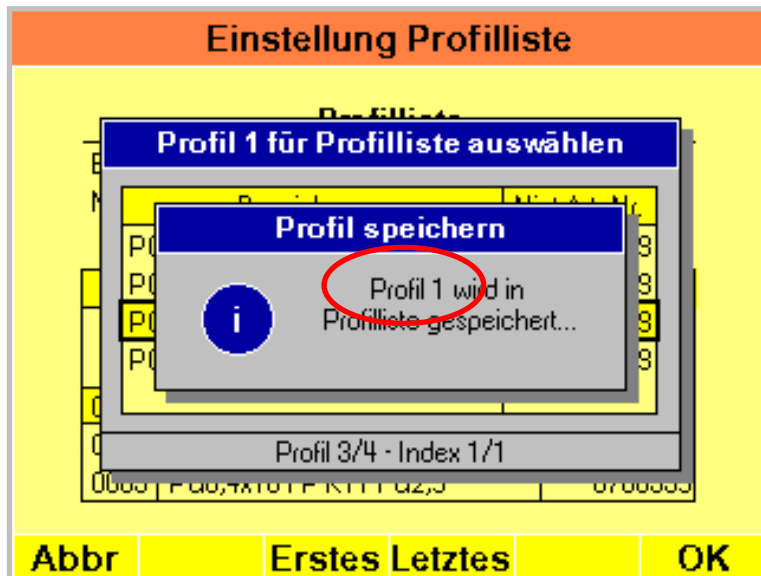 Einstellung Profilliste
Profilliste
Profil 1 für Profilliste auswählen
Profil speichern
Profil 1 wird in
Profilliste gespeichert...
Profil 3/4 - Index 1/1
Abbr Erstes Letztes OK